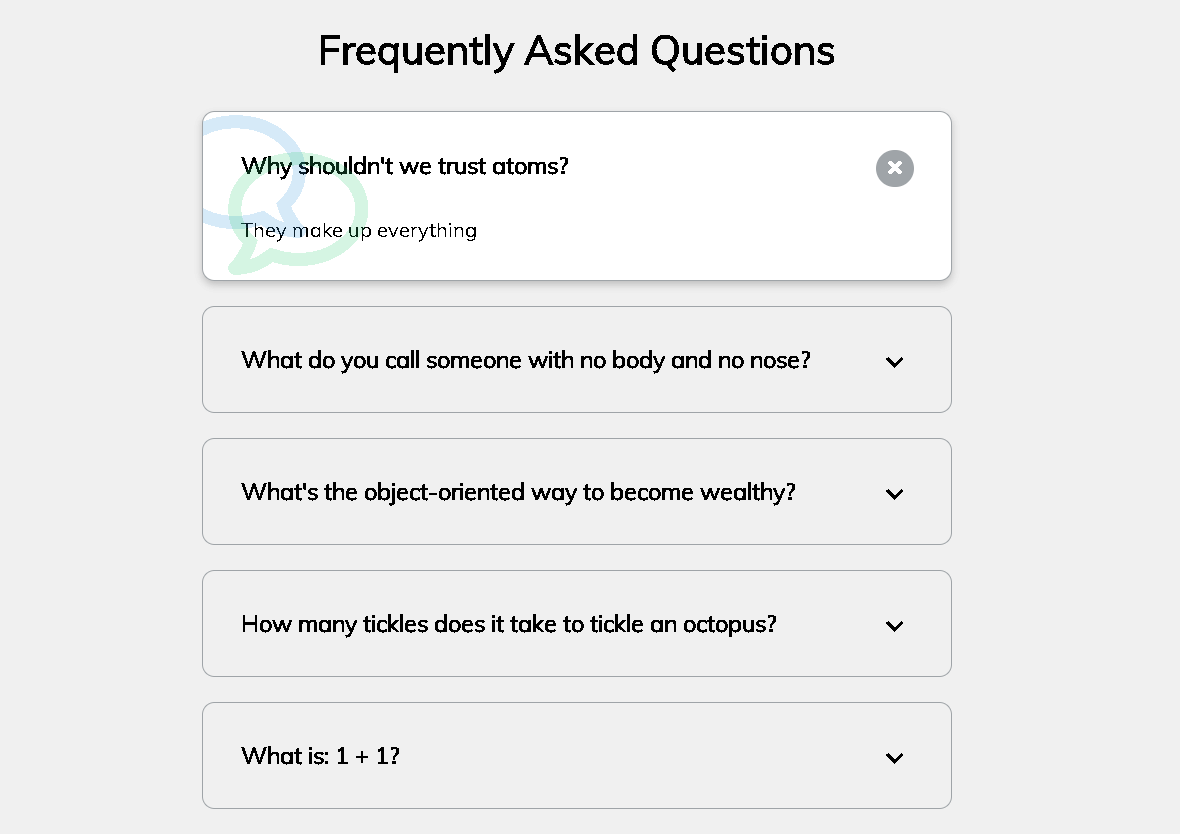 Frequently Asked Questions
Why shouldn't we trust atoms?
They make up everything
What do you call someone with no body and no nose?
What's the object-oriented way to become wealthy?
How many tickles does it take to tickle an octopus?
What is: 1 + 1?